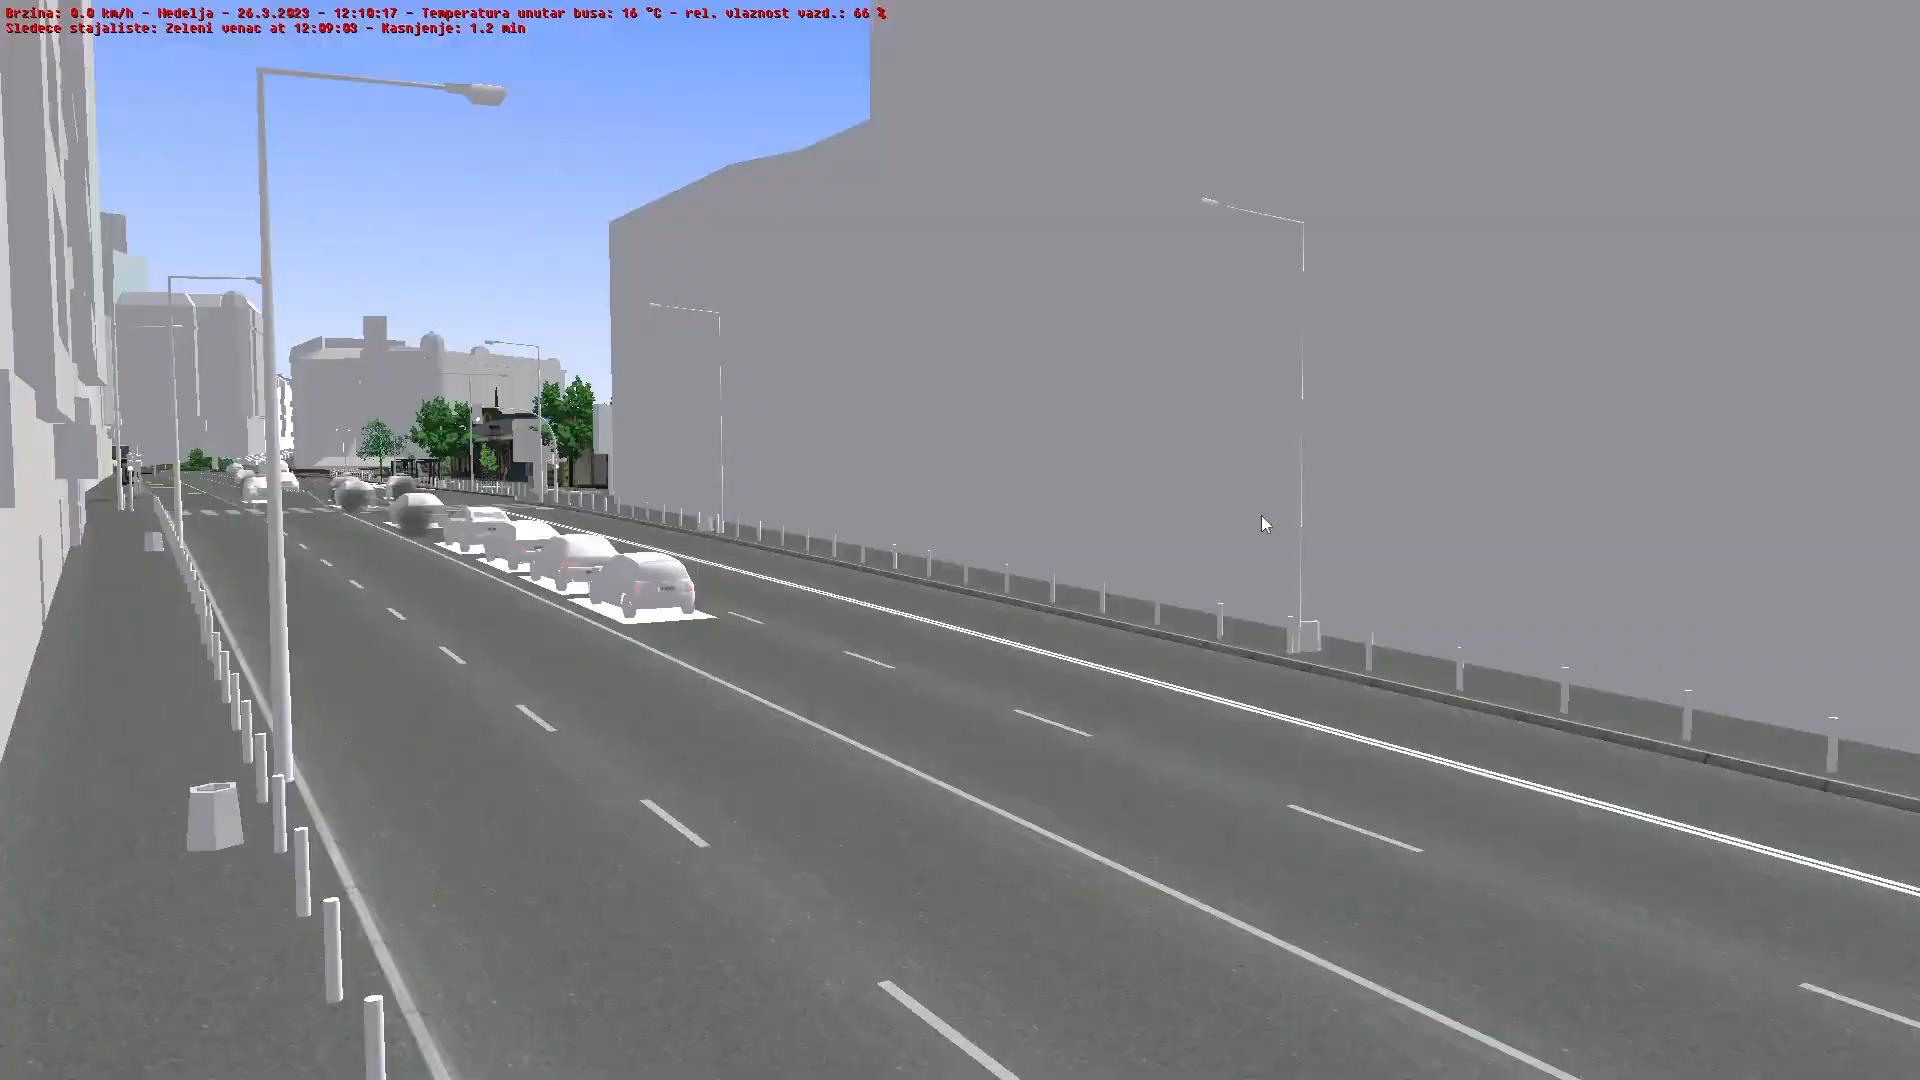 Brzina: 0.0 km/h - Nedelja - 26.3.2023 - 12:10:17 - Temperatura unutar busa: 16 °C - rel. vlaznost vazd.: 66 %
Sledece stajaliste: Zeleni venac at 12:09:03 - Kasnjenje: 1.2 min